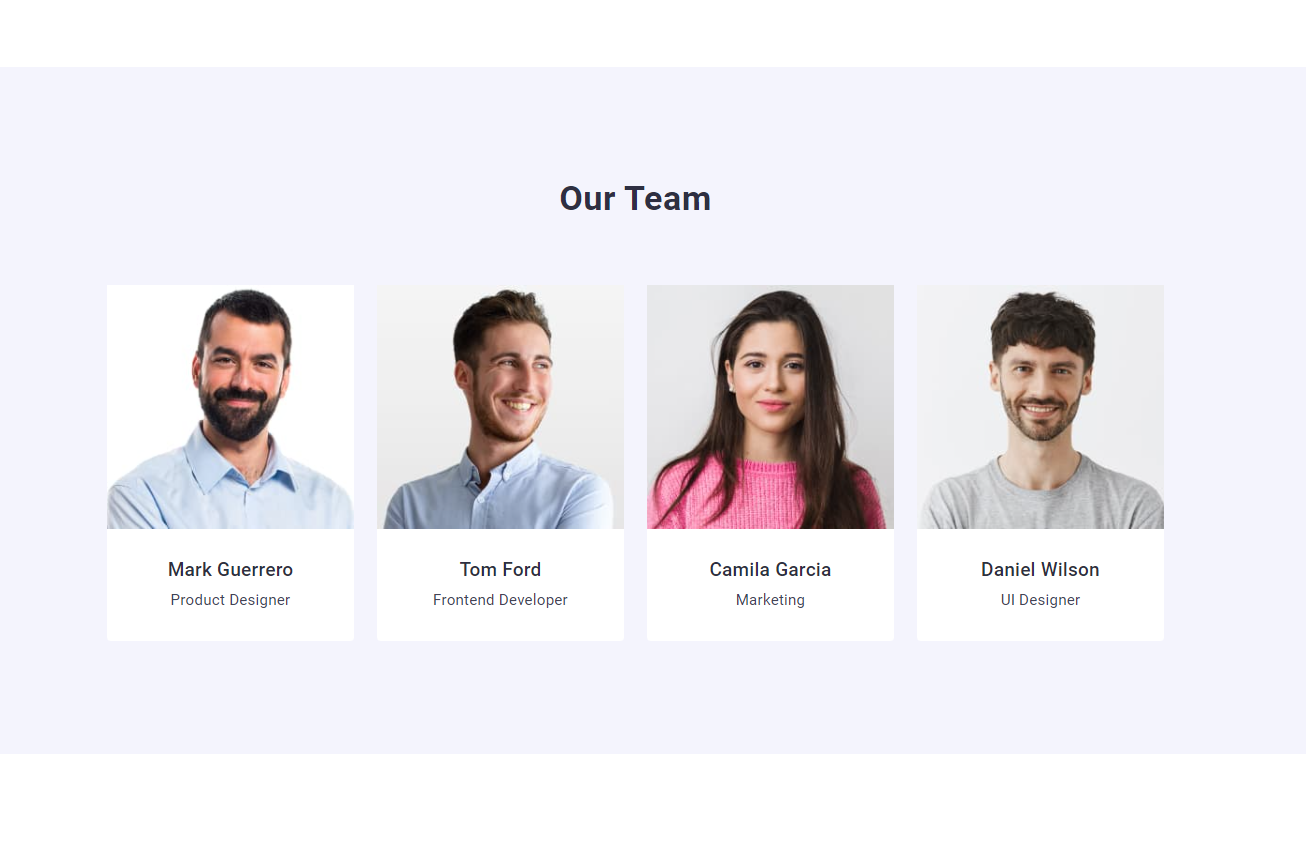 Our Team
Mark Guerrero
Product Designer
Tom Ford
Frontend Developer
Camila Garcia
Marketing
Daniel Wilson
UI Designer